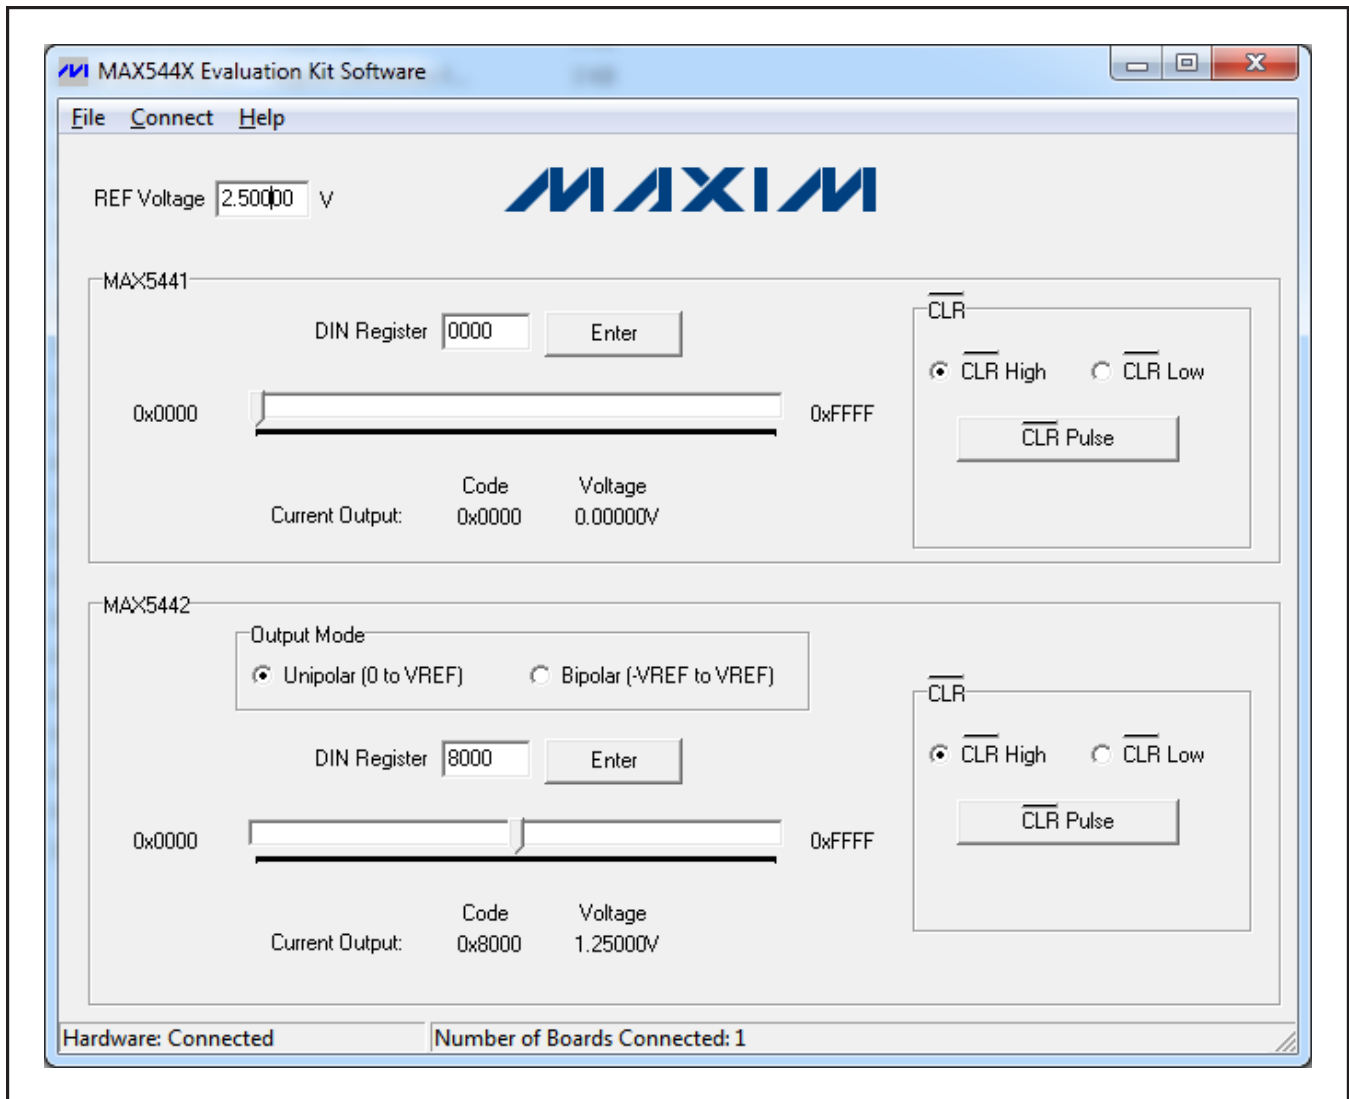 MAX544X Evaluation Kit Software
File Connect Help
REF Voltage 2.50000 V
MAXIM
MAX5441
DIN Register 0000 Enter
0x0000 0xFFFF
Code Voltage
Current Output: 0x0000 0.00000V
CLR
CLR High CLR Low
CLR Pulse
MAX5442
Output Mode
Unipolar (0 to VREF) Bipolar (-VREF to VREF)
DIN Register 8000 Enter
0x0000 0xFFFF
Code Voltage
Current Output: 0x8000 1.25000V
CLR
CLR High CLR Low
CLR Pulse
Hardware: Connected Number of Boards Connected: 1